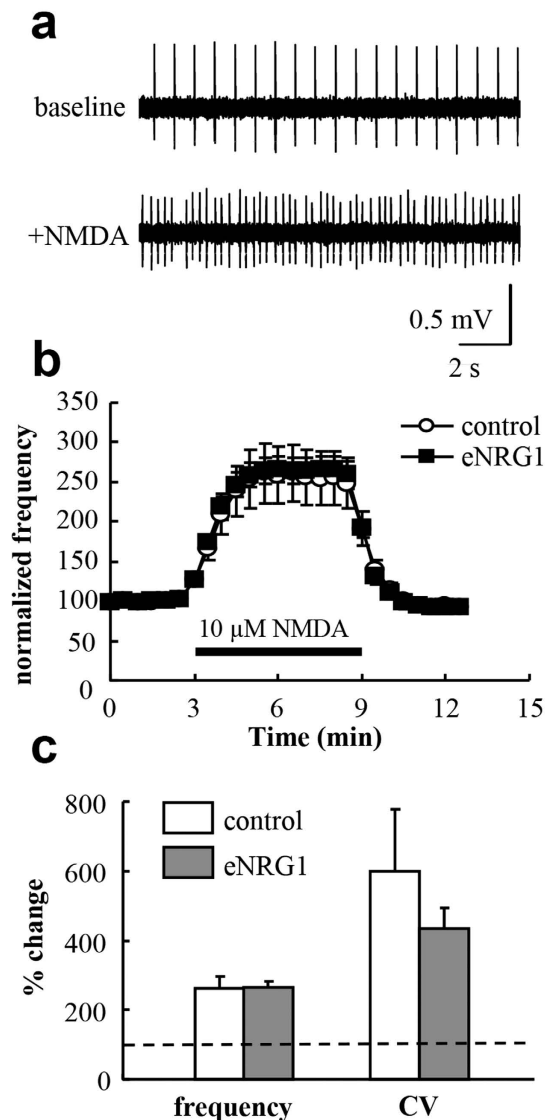 a
baseline
+NMDA
0.5 mV
2 s
b
350
300
250
200
150
100
50
0
normalized frequency
control
eNRG1
10 µM NMDA
0 3 6 9 12 15
Time (min)
c
800
600
400
200
0
% change
control
eNRG1
frequency CV